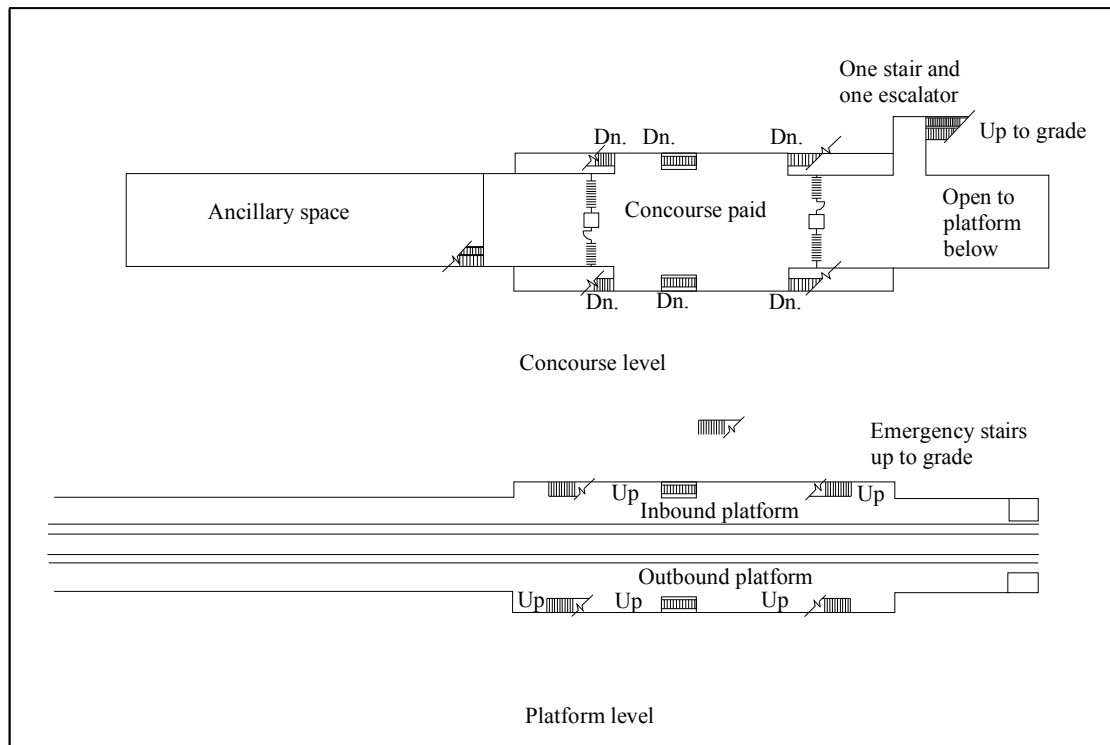 One stair and
one escalator
Dn. Dn. Dn.
Up to grade
Ancillary space
Concourse paid
Open to
platform
below
Dn. Dn. Dn.
Concourse level
Emergency stairs
up to grade
Up Up
Inbound platform
Outbound platform
Up Up Up
Platform level